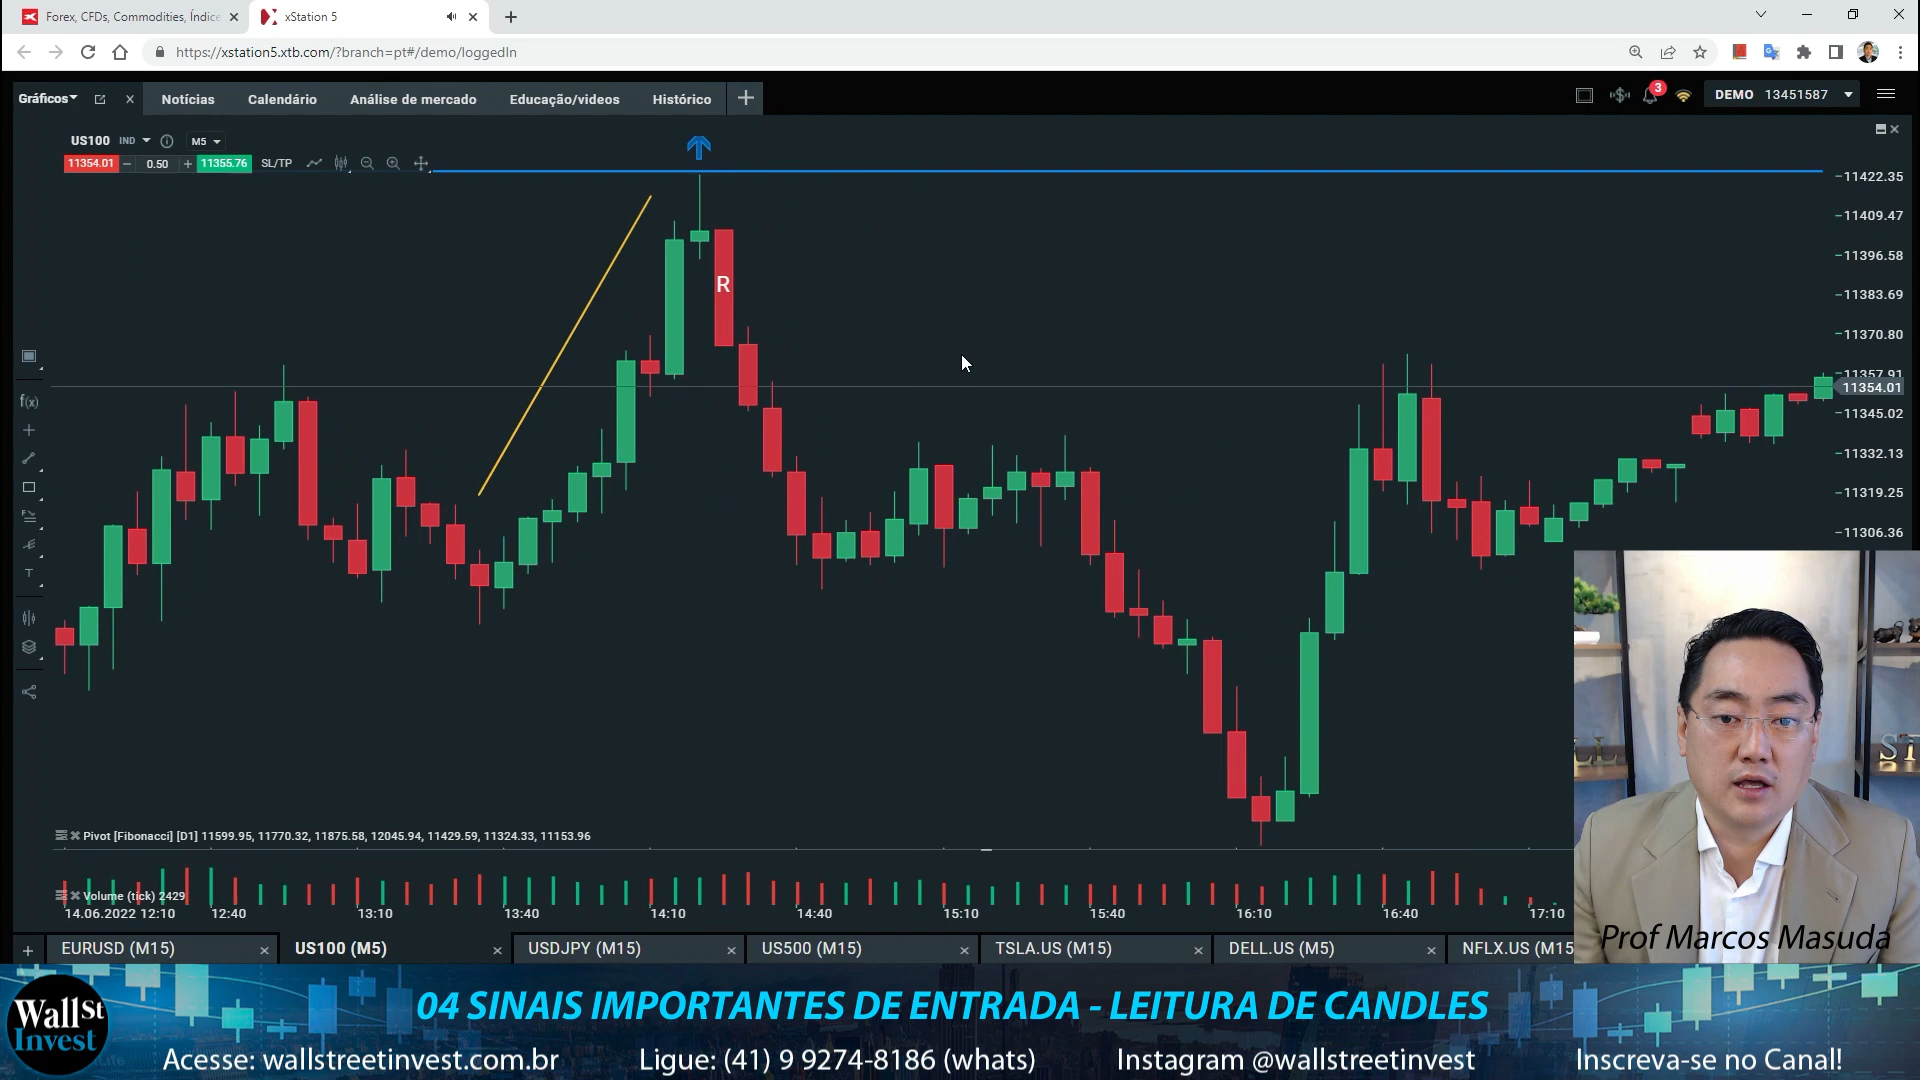 Forex, CFDs, Commodities, Índice
xStation 5
https://xstation5.xtb.com/?branch=pt#/demo/loggedIn
Gráficos
Notícias
Calendário
Análise de mercado
Educação/videos
Histórico
3
DEMO 13451587
US100 IND M5
11354.01 0.50 11355.76 SL/TP
11422.35
11409.47
11396.58
11383.69
11370.80
11357.91
11354.01
11345.02
11332.13
11319.25
11306.36
R
f(x)
T
Pivot [Fibonacci] [D1] 11599.95, 11770.32, 11875.58, 12045.94, 11429.59, 11324.33, 11153.96
Volume (tick) 2429
14.06.2022 12:10 12:40 13:10 13:40 14:10 14:40 15:10 15:40 16:10 16:40 17:10
EURUSD (M15)
US100 (M5)
USDJPY (M15)
US500 (M15)
TSLA.US (M15)
DELL.US (M5)
NFLX.US (M15
Prof Marcos Masuda
Wall St
Invest
04 SINAIS IMPORTANTES DE ENTRADA - LEITURA DE CANDLES
Acesse: wallstreetinvest.com.br
Ligue: (41) 9 9274-8186 (whats)
Instagram @wallstreetinvest
Inscreva-se no Canal!